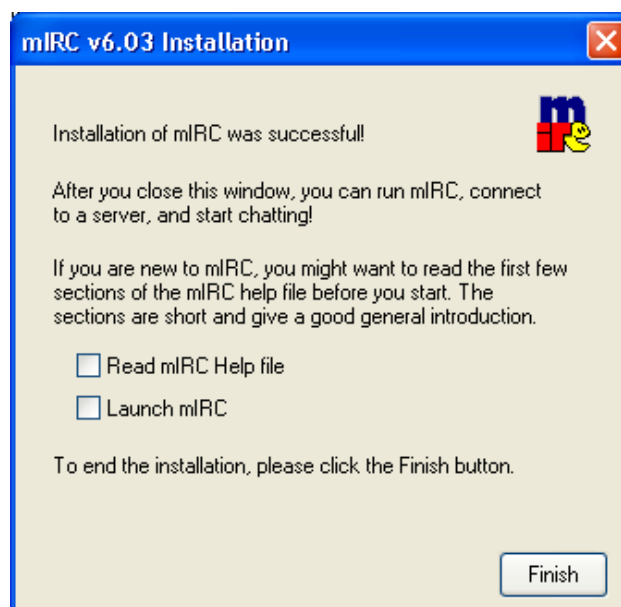 mIRC v6.03 Installation
Installation of mIRC was successful!
After you close this window, you can run mIRC, connect
to a server, and start chatting!
If you are new to mIRC, you might want to read the first few
sections of the mIRC help file before you start. The
sections are short and give a good general introduction.
Read mIRC Help file
Launch mIRC
To end the installation, please click the Finish button.
Finish